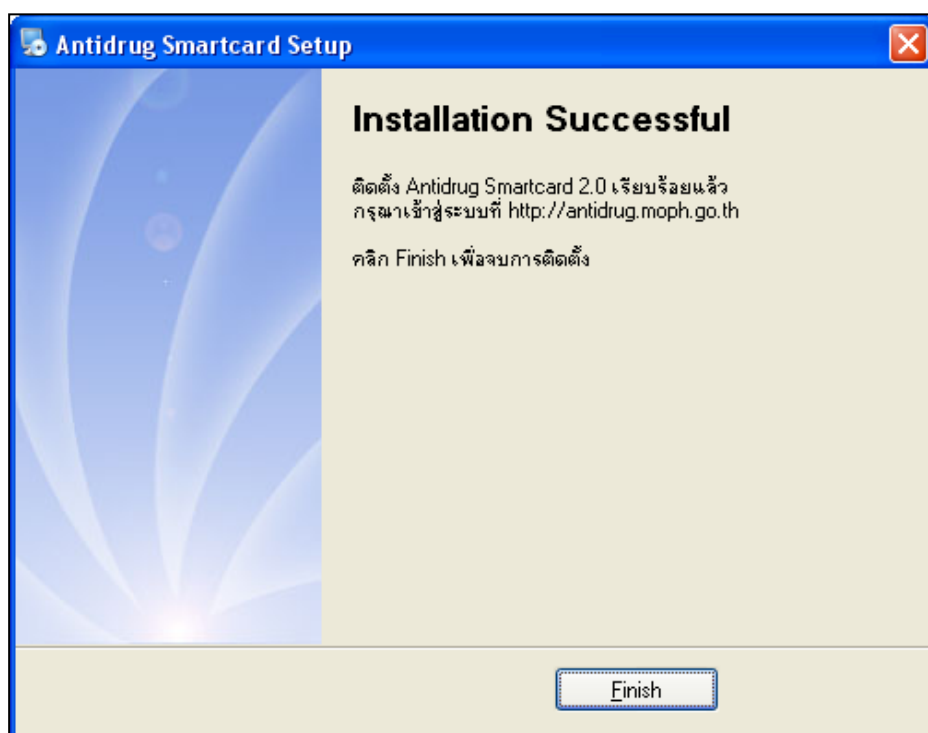 Antidrug Smartcard Setup
Installation Successful
ติดตั้ง Antidrug Smartcard 2.0 เรียบร้อยแล้ว
กรุณาเข้าสู่ระบบที่ http://antidrug.moph.go.th
คลิก Finish เพื่อจบการติดตั้ง
Finish